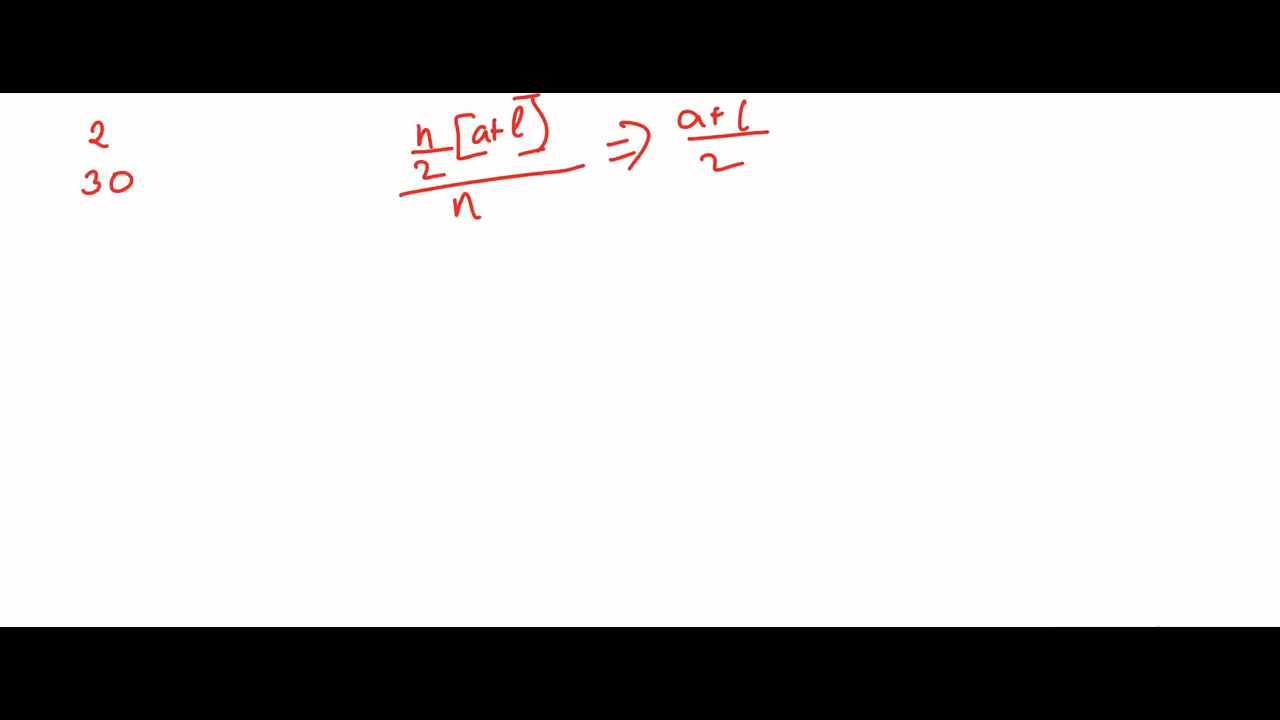 2
30
n/2 [a+l] / n ⇒ a+l / 2